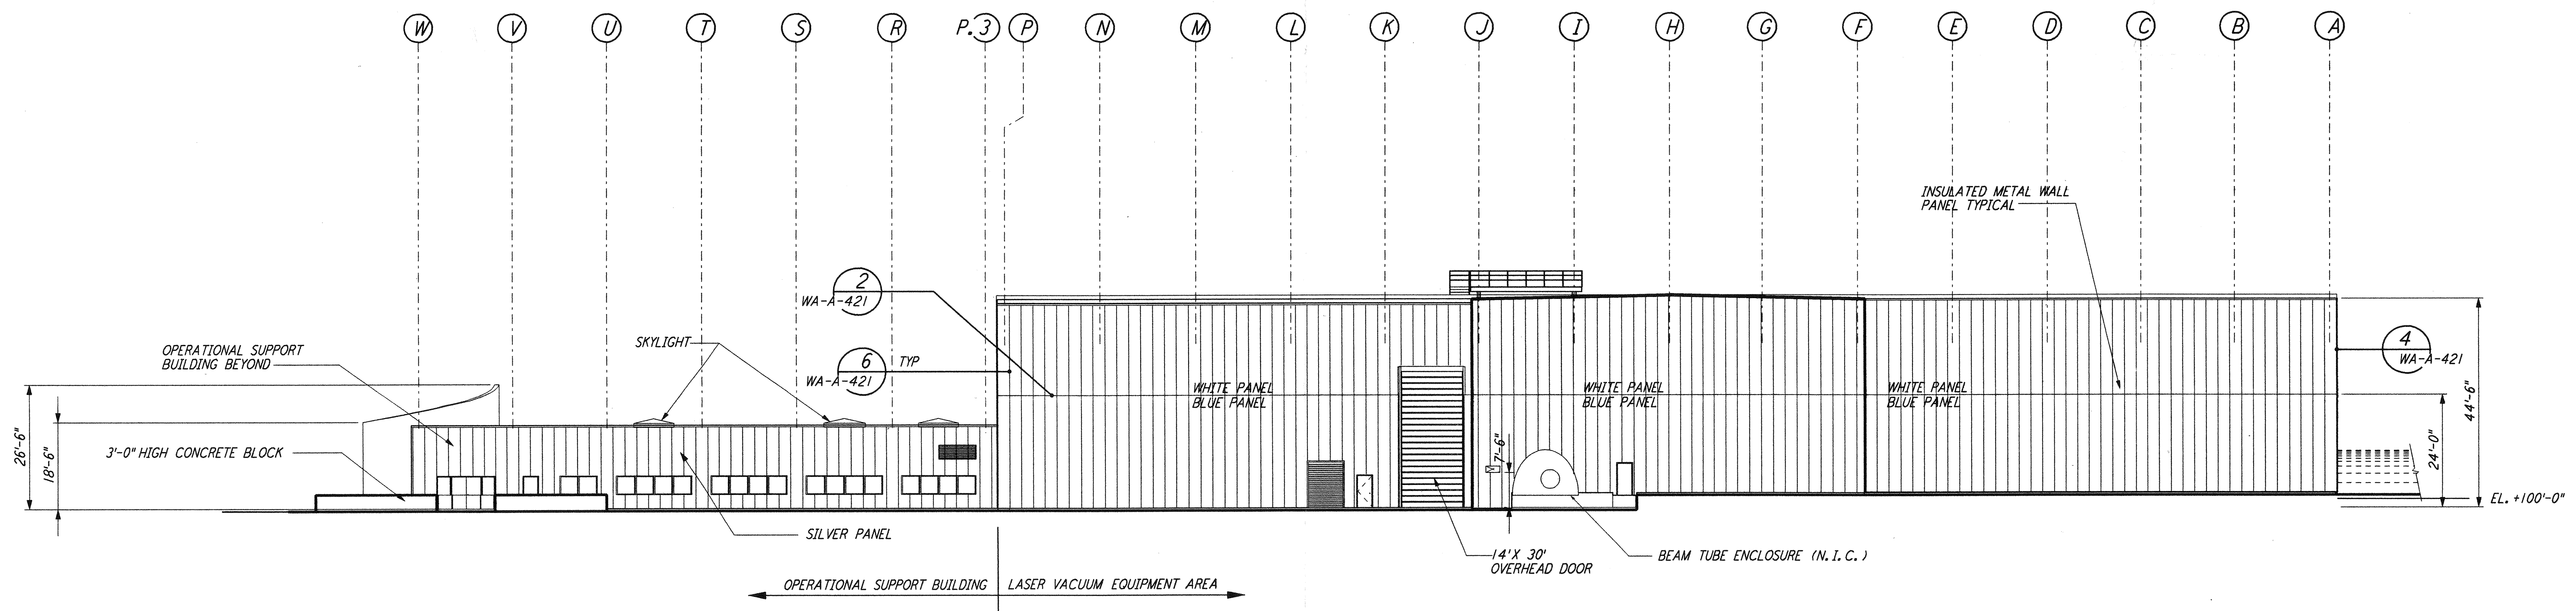 W V U T S R P.3 P N M L K J I H G F E D C B A
INSULATED METAL WALL
PANEL TYPICAL
2
WA-A-421
OPERATIONAL SUPPORT
BUILDING BEYOND
SKYLIGHT
6 TYP
WA-A-421
4
WA-A-421
WHITE PANEL
BLUE PANEL
WHITE PANEL
BLUE PANEL
WHITE PANEL
BLUE PANEL
26'-6"
18'-6"
3'-0" HIGH CONCRETE BLOCK
7'-6"
24'-0"
44'-6"
EL. +100'-0"
SILVER PANEL
14'X 30'
OVERHEAD DOOR
BEAM TUBE ENCLOSURE (N.I.C.)
OPERATIONAL SUPPORT BUILDING
LASER VACUUM EQUIPMENT AREA